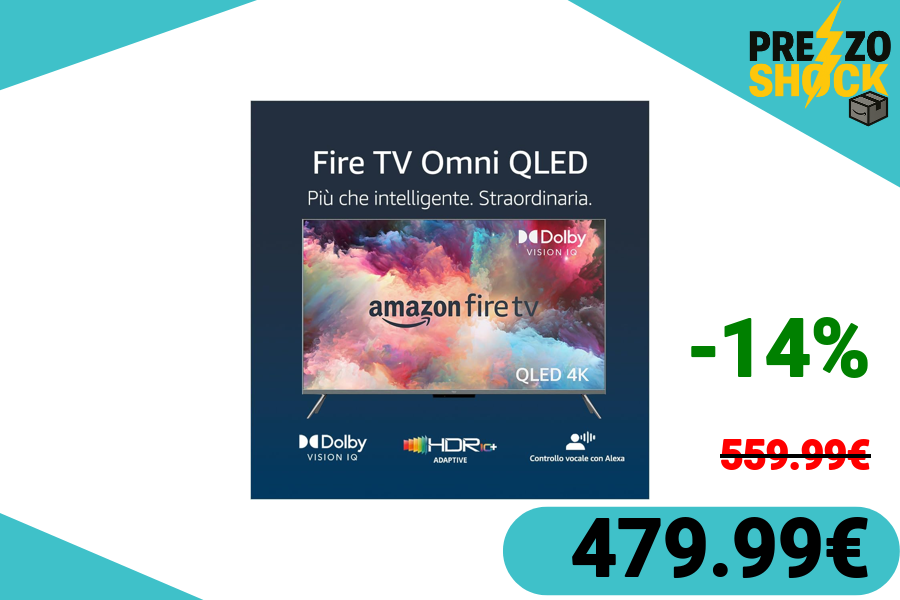 PREZZO
SHOCK
Fire TV Omni QLED
Più che intelligente. Straordinaria.
Dolby
VISION IQ
amazon fire tv
QLED 4K
Dolby
VISION IQ
HDR10+
ADAPTIVE
Controllo vocale con Alexa
-14%
559.99€
479.99€